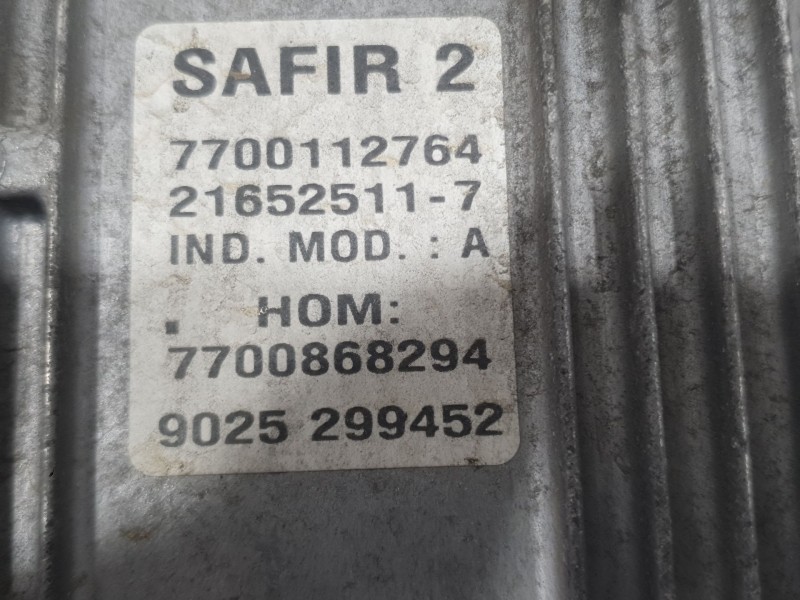 SAFIR 2
7700112764
21652511-7
IND. MOD. : A
. HOM:
7700868294
9025 299452